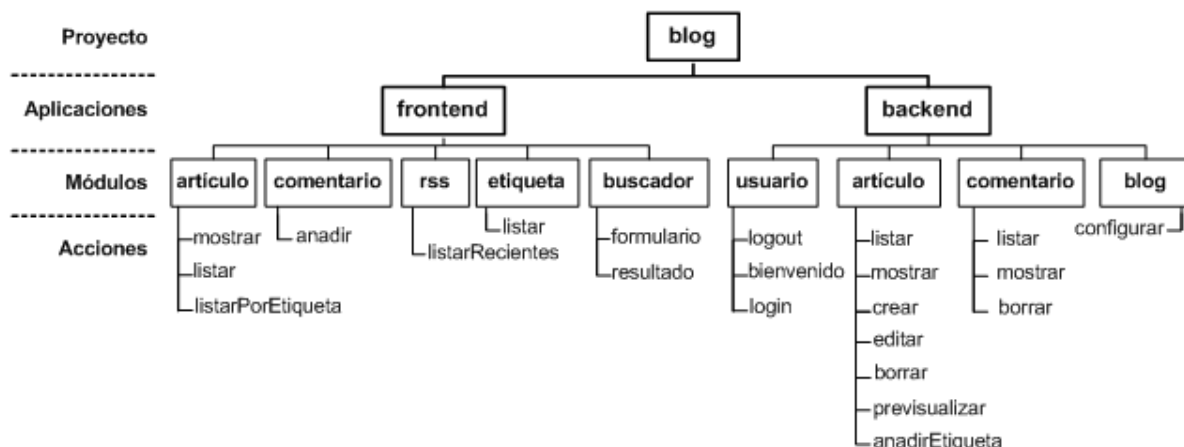 Proyecto
blog
Aplicaciones
frontend
backend
Módulos
artículo
comentario
rss
etiqueta
buscador
usuario
artículo
comentario
blog
Acciones
mostrar
listar
listarPorEtiqueta
anadir
listarRecientes
listar
formulario
resultado
logout
bienvenido
login
listar
mostrar
crear
editar
borrar
previsualizar
anadirEtiqueta
listar
mostrar
borrar
configurar